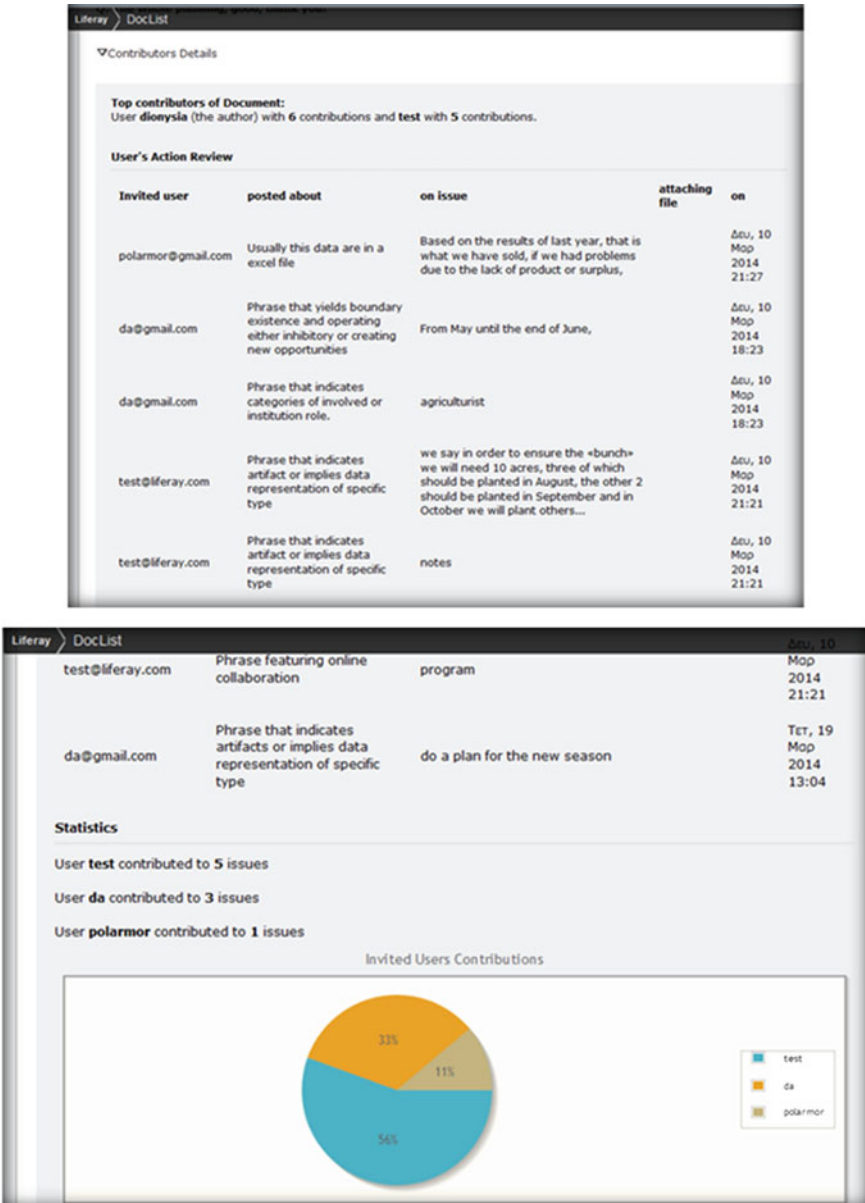 Liferay DocList
Contributors Details
Top contributors of Document:
User dionysia (the author) with 6 contributions and test with 5 contributions.
User's Action Review
Invited user posted about on issue attaching file on
polarmor@gmail.com Usually this data are in a excel file Based on the results of last year, that is what we have sold, if we had problems due to the lack of product or surplus, Δευ, 10 Μαρ 2014 21:27
da@gmail.com Phrase that yields boundary existence and operating either inhibitory or creating new opportunities From May until the end of June, Δευ, 10 Μαρ 2014 18:23
da@gmail.com Phrase that indicates categories of involved or institution role. agriculturist Δευ, 10 Μαρ 2014 18:23
test@liferay.com Phrase that indicates artifact or implies data representation of specific type we say in order to ensure the «bunch» we will need 10 acres, three of which should be planted in August, the other 2 should be planted in September and in October we will plant others... Δευ, 10 Μαρ 2014 21:21
test@liferay.com Phrase that indicates artifact or implies data representation of specific type notes Δευ, 10 Μαρ 2014 21:21
Liferay DocList
test@liferay.com Phrase featuring online collaboration program Δευ, 10 Μαρ 2014 21:21
da@gmail.com Phrase that indicates artifacts or implies data representation of specific type do a plan for the new season Τετ, 19 Μαρ 2014 13:04
Statistics
User test contributed to 5 issues
User da contributed to 3 issues
User polarmor contributed to 1 issues
Invited Users Contributions
33%
11%
56%
test
da
polarmor